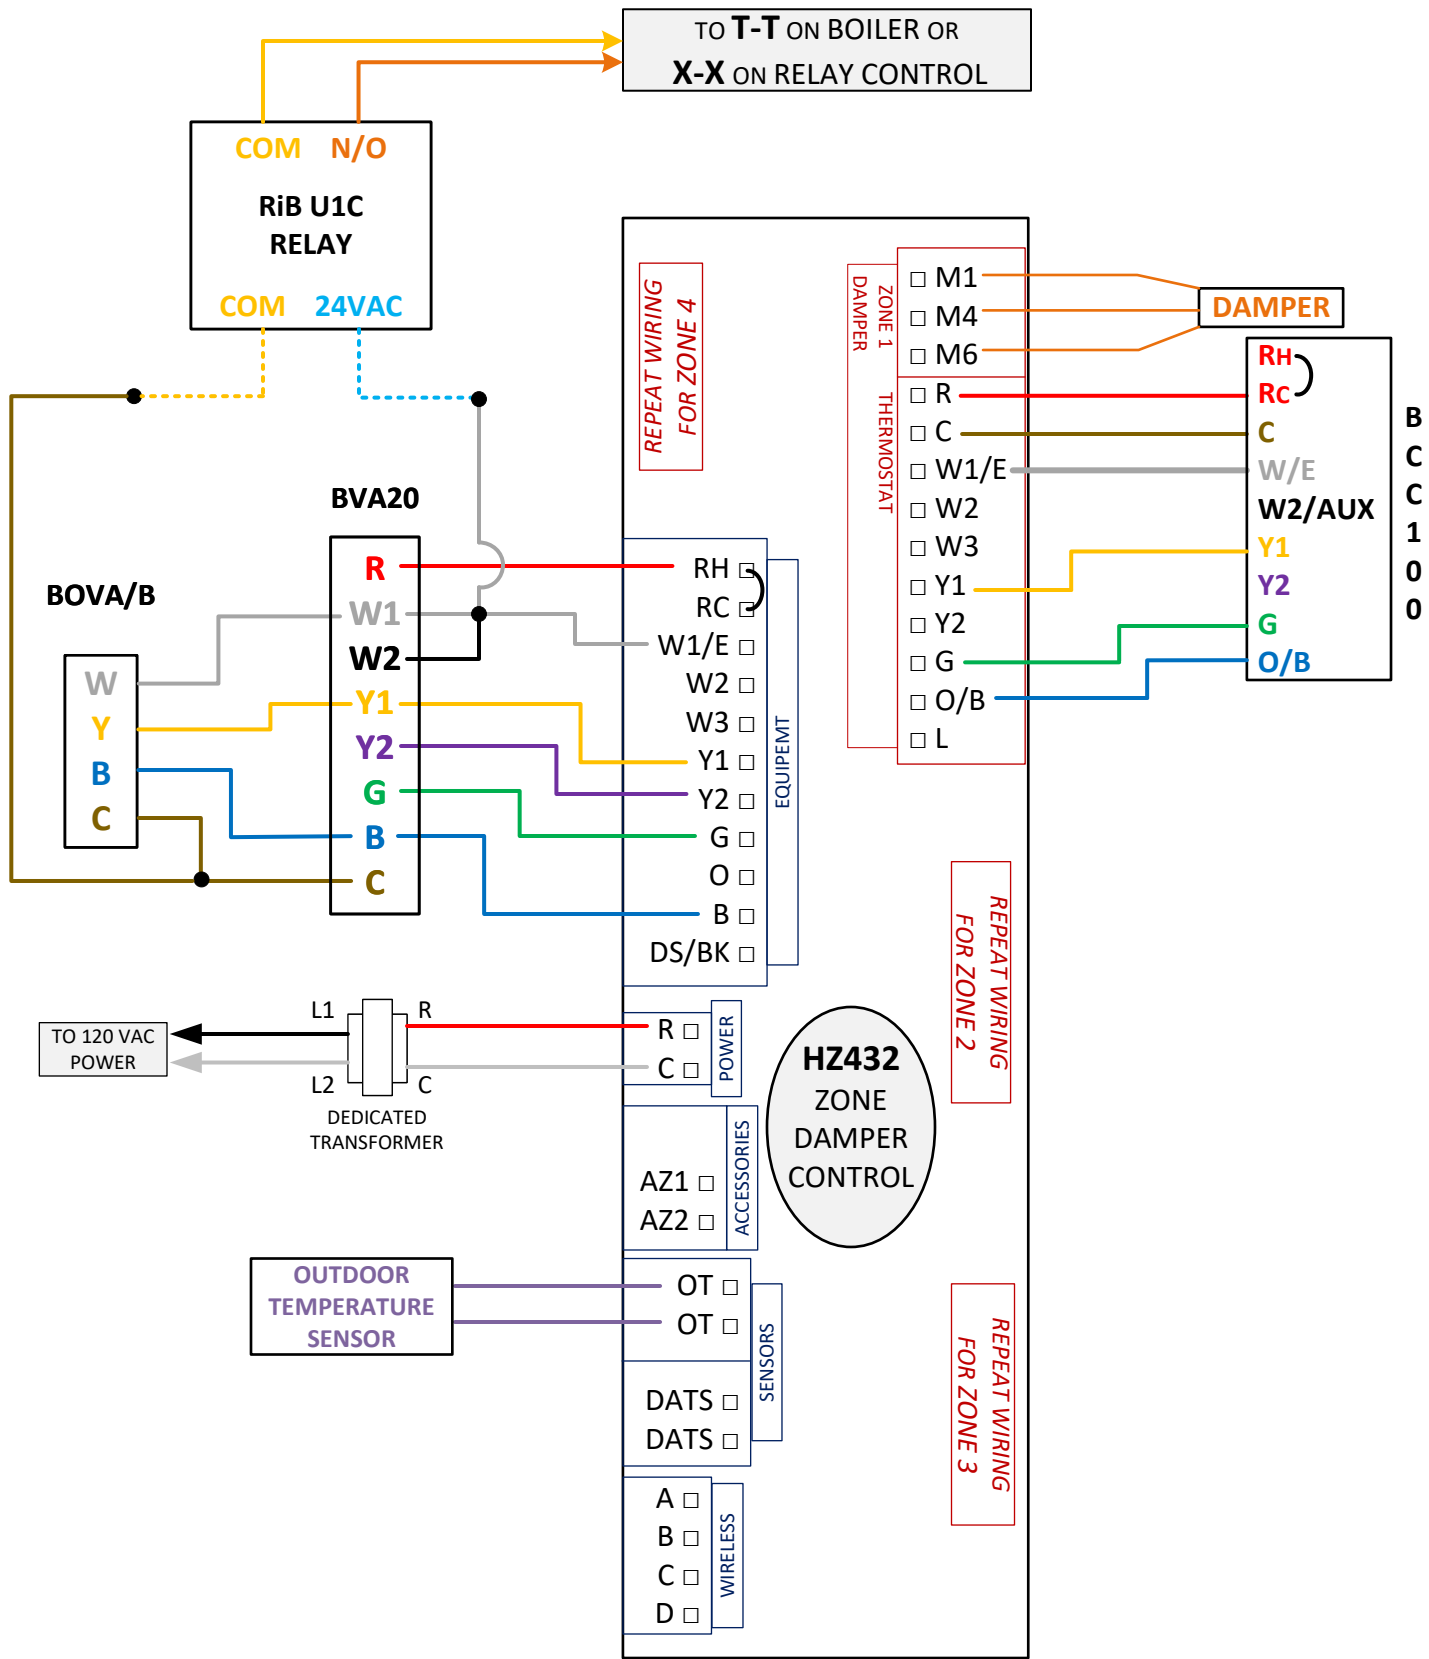 TO T-T ON BOILER OR
X-X ON RELAY CONTROL
COM N/O
RiB U1C
RELAY
COM 24VAC
BVA20
R
W1
W2
Y1
Y2
G
B
C
BOVA/B
W
Y
B
C
REPEAT WIRING
FOR ZONE 4
ZONE 1
DAMPER
M1
M4
M6
DAMPER
THERMOSTAT
R
C
W1/E
W2
W3
Y1
Y2
G
O/B
L
RH
RC
C
W/E
W2/AUX
Y1
Y2
G
O/B
B
C
C
1
0
0
RH
RC
W1/E
W2
W3
Y1
Y2
G
O
B
DS/BK
EQUIPEMT
TO 120 VAC
POWER
L1
L2
R
C
DEDICATED
TRANSFORMER
R
C
POWER
HZ432
ZONE
DAMPER
CONTROL
REPEAT WIRING
FOR ZONE 2
AZ1
AZ2
ACCESSORIES
OUTDOOR
TEMPERATURE
SENSOR
OT
OT
DATS
DATS
SENSORS
REPEAT WIRING
FOR ZONE 3
A
B
C
D
WIRELESS